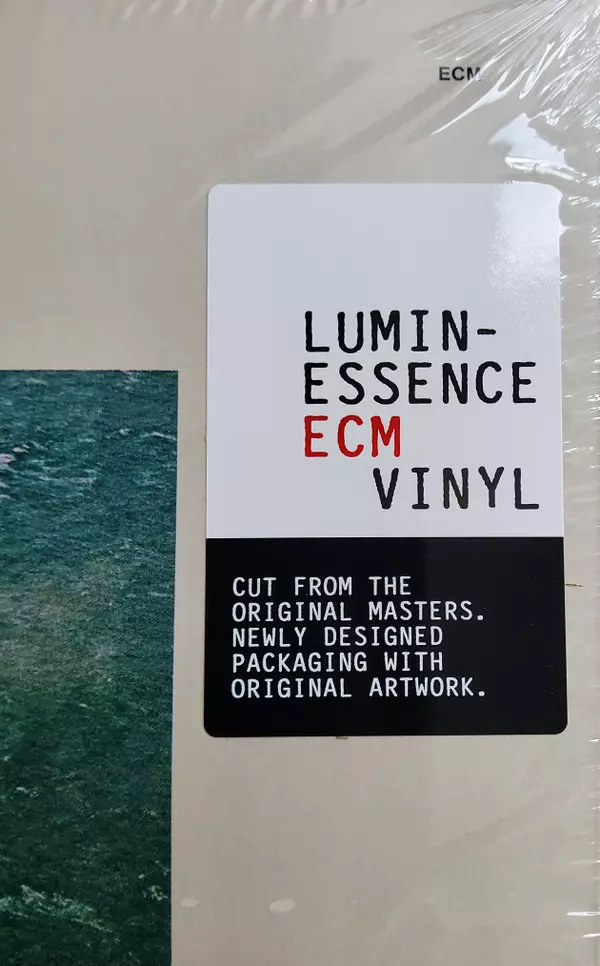 ECM
LUMIN-
ESSENCE
ECM
VINYL
CUT FROM THE
ORIGINAL MASTERS.
NEWLY DESIGNED
PACKAGING WITH
ORIGINAL ARTWORK.